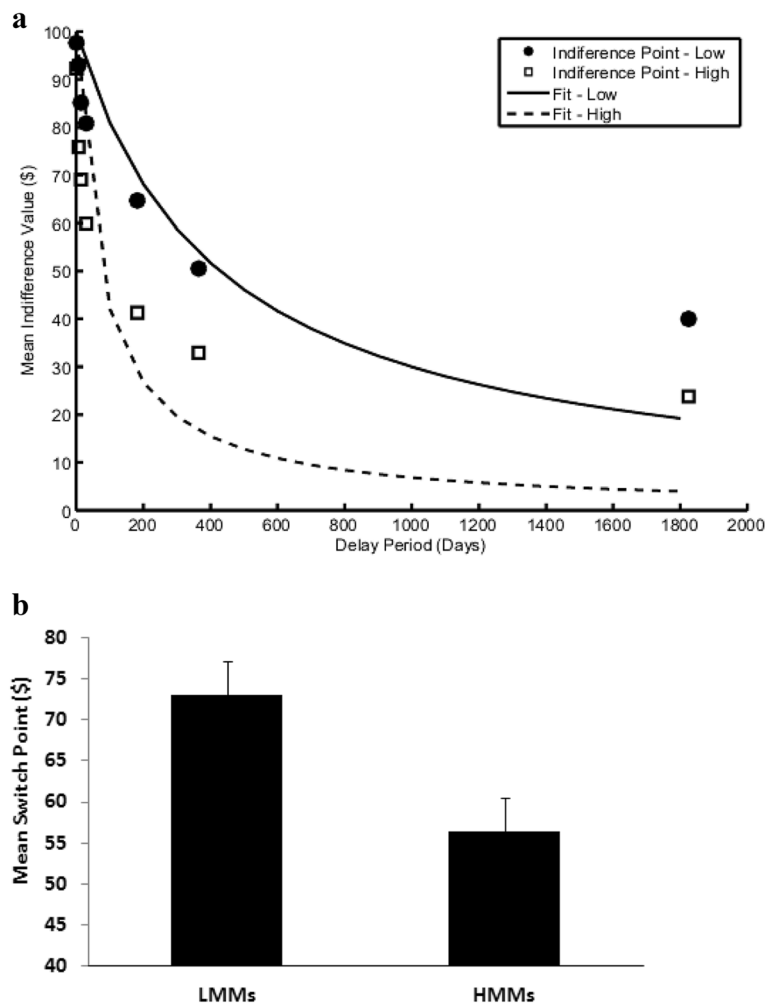 a
Mean Indifference Value ($)
100
90
80
70
60
50
40
30
20
10
0
0 200 400 600 800 1000 1200 1400 1600 1800 2000
Delay Period (Days)
Indiference Point - Low
Indiference Point - High
Fit - Low
Fit - High
b
Mean Switch Point ($)
80
75
70
65
60
55
50
45
40
LMMs HMMs